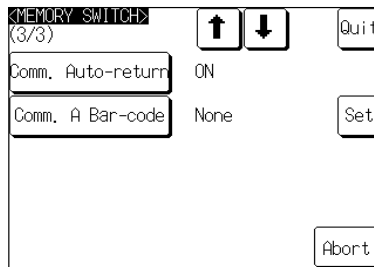 <MEMORY SWITCH>
(3/3)
Quit
Comm. Auto-return ON
Comm. A Bar-code None
Set
Abort